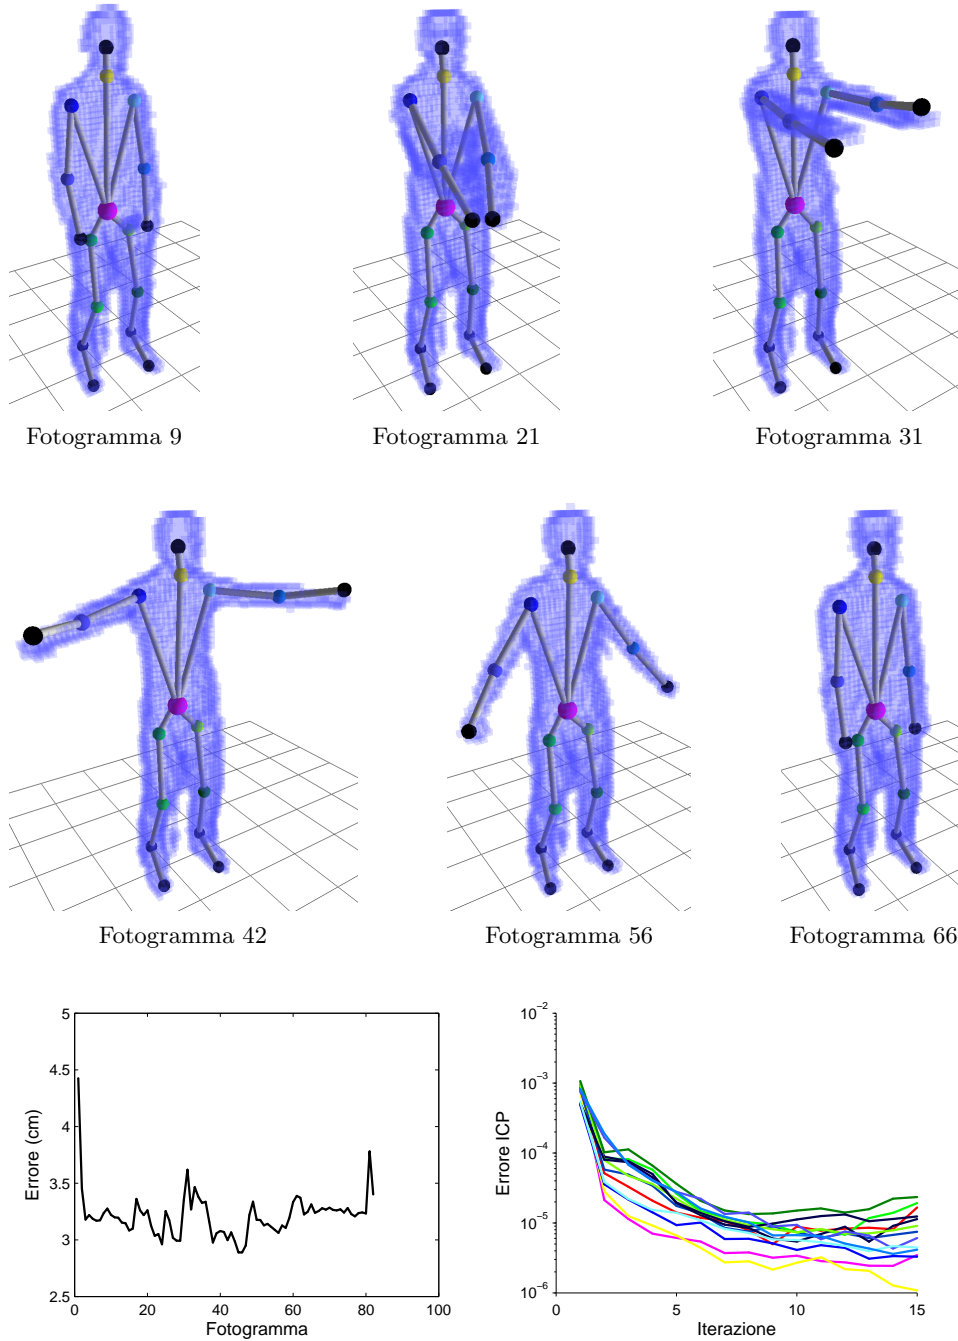 Fotogramma 9
Fotogramma 21
Fotogramma 31
Fotogramma 42
Fotogramma 56
Fotogramma 66
5
4.5
4
3.5
3
2.5
0
20
40
60
80
100
Errore (cm)
Fotogramma
10⁻²
10⁻³
10⁻⁴
10⁻⁵
10⁻⁶
0
5
10
15
Errore ICP
Iterazione